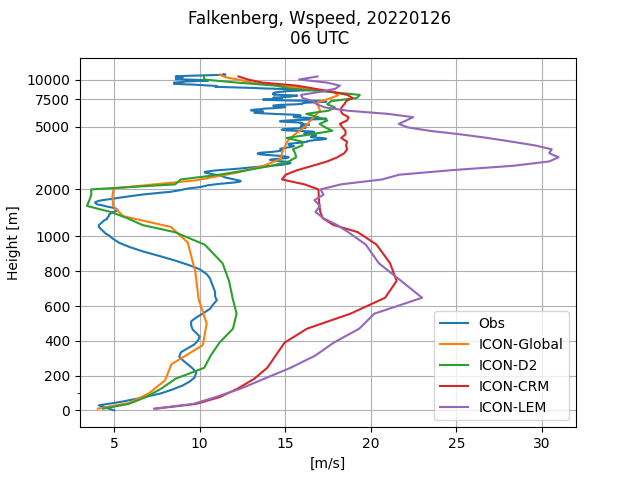 Falkenberg, Wspeed, 20220126
06 UTC
10000
7500
5000
2000
1000
800
600
400
200
0
Height [m]
5
10
15
20
25
30
[m/s]
Obs
ICON-Global
ICON-D2
ICON-CRM
ICON-LEM